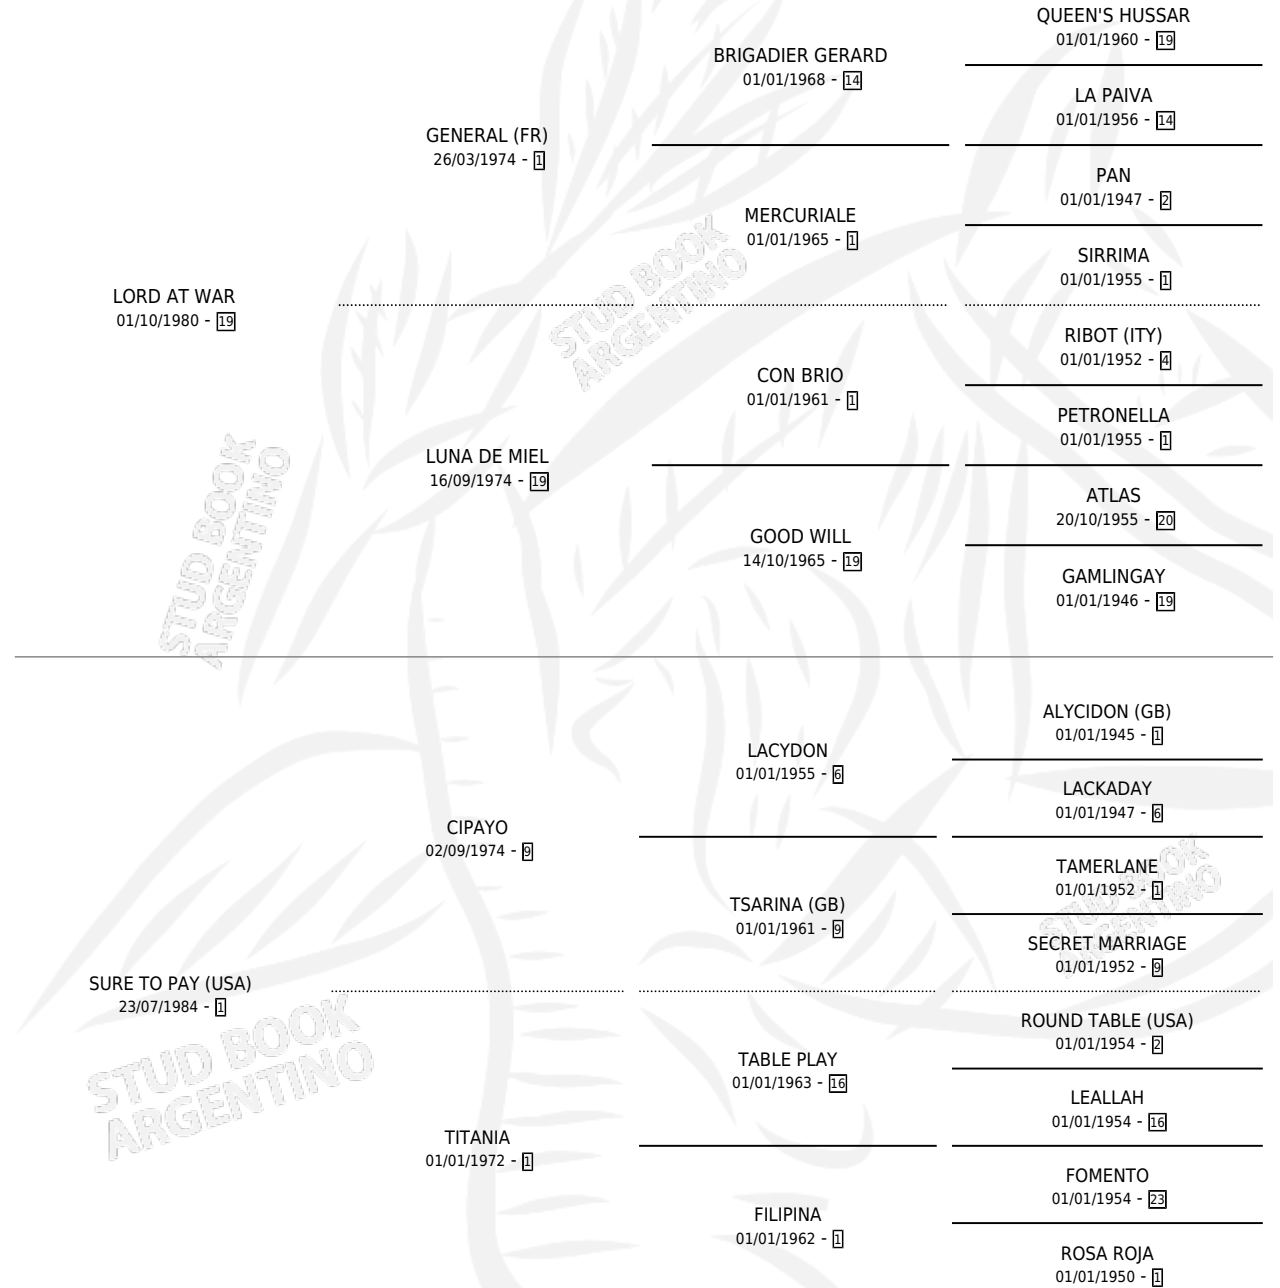 QUEEN'S HUSSAR
01/01/1960 - 19
BRIGADIER GERARD
01/01/1968 - 14
LA PAIVA
01/01/1956 - 14
GENERAL (FR)
26/03/1974 - 1
PAN
01/01/1947 - 2
MERCURIALE
01/01/1965 - 1
SIRRIMA
01/01/1955 - 1
LORD AT WAR
01/10/1980 - 19
RIBOT (ITY)
01/01/1952 - 4
CON BRIO
01/01/1961 - 1
PETRONELLA
01/01/1955 - 1
LUNA DE MIEL
16/09/1974 - 19
ATLAS
20/10/1955 - 20
GOOD WILL
14/10/1965 - 19
GAMLINGAY
01/01/1946 - 19
ALYCIDON (GB)
01/01/1945 - 1
LACYDON
01/01/1955 - 6
LACKADAY
01/01/1947 - 6
CIPAYO
02/09/1974 - 9
TAMERLANE
01/01/1952 - 1
TSARINA (GB)
01/01/1961 - 9
SECRET MARRIAGE
01/01/1952 - 9
SURE TO PAY (USA)
23/07/1984 - 1
ROUND TABLE (USA)
01/01/1954 - 2
TABLE PLAY
01/01/1963 - 16
LEALLAH
01/01/1954 - 16
TITANIA
01/01/1972 - 1
FOMENTO
01/01/1954 - 23
FILIPINA
01/01/1962 - 1
ROSA ROJA
01/01/1950 - 1
STUD BOOK
ARGENTINO
STUD BOOK
ARGENTINO
STUD BOOK
ARGENTINO
STUD BOOK
ARGENTINO